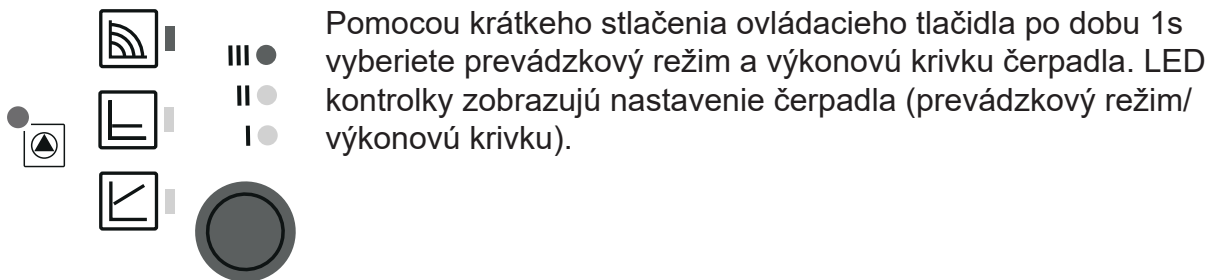 Pomocou krátkeho stlačenia ovládacieho tlačidla po dobu 1s
vyberiete prevádzkový režim a výkonovú krivku čerpadla. LED
kontrolky zobrazujú nastavenie čerpadla (prevádzkový režim/
výkonovú krivku).
III
II
I